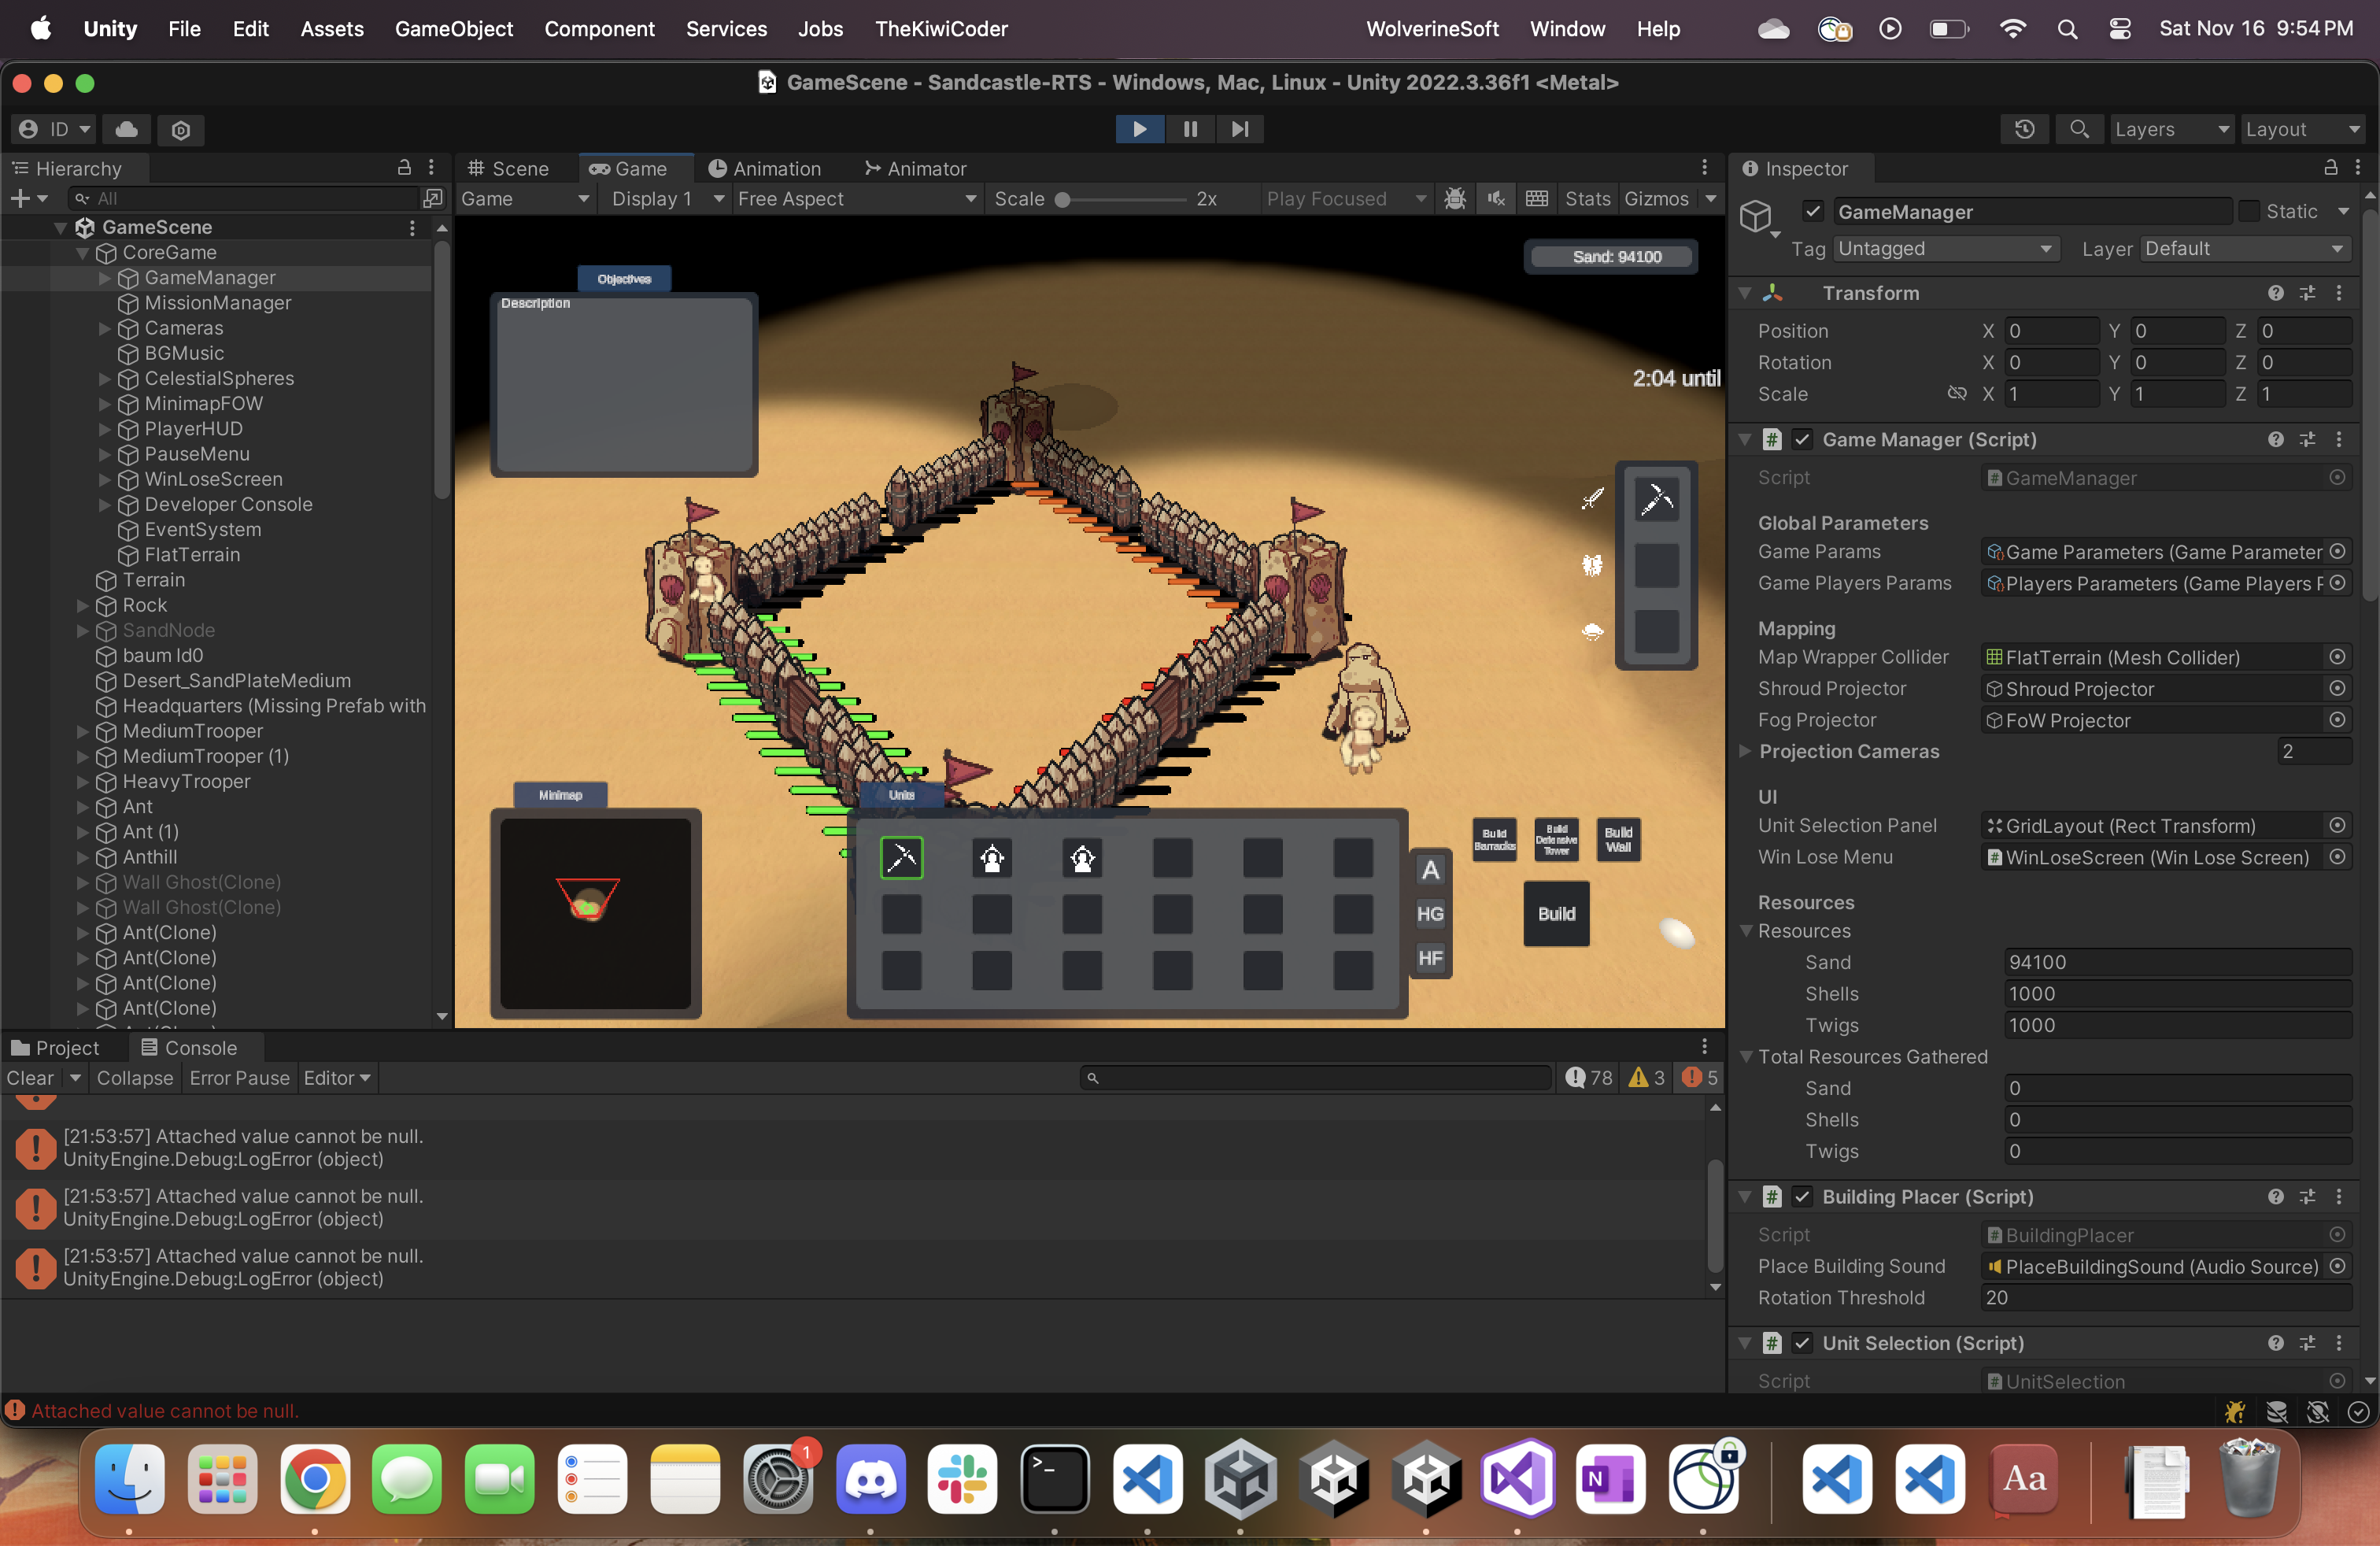 Unity File Edit Assets GameObject Component Services Jobs TheKiwiCoder WolverineSoft Window Help Sat Nov 16 9:54 PM
GameScene - Sandcastle-RTS - Windows, Mac, Linux - Unity 2022.3.36f1 <Metal>
ID Layers Layout
Hierarchy
All
GameScene
CoreGame
GameManager
MissionManager
Cameras
BGMusic
CelestialSpheres
MinimapFOW
PlayerHUD
PauseMenu
WinLoseScreen
Developer Console
EventSystem
FlatTerrain
Terrain
Rock
SandNode
baum ld0
Desert_SandPlateMedium
Headquarters (Missing Prefab with
MediumTrooper
MediumTrooper (1)
HeavyTrooper
Ant
Ant (1)
Anthill
Wall Ghost(Clone)
Wall Ghost(Clone)
Ant(Clone)
Ant(Clone)
Ant(Clone)
Ant(Clone)
Scene Game Animation Animator
Game Display 1 Free Aspect Scale 2x Play Focused Stats Gizmos
Objectives
Description
Sand: 94100
2:04 until
Minimap
Units
A
HG
HF
Build Barracks
Build Defensive Tower
Build Wall
Build
Project Console
Clear Collapse Error Pause Editor 78 3 5
[21:53:57] Attached value cannot be null.
UnityEngine.Debug:LogError (object)
[21:53:57] Attached value cannot be null.
UnityEngine.Debug:LogError (object)
[21:53:57] Attached value cannot be null.
UnityEngine.Debug:LogError (object)
Attached value cannot be null.
Inspector
GameManager Static
Tag Untagged Layer Default
Transform
Position X 0 Y 0 Z 0
Rotation X 0 Y 0 Z 0
Scale X 1 Y 1 Z 1
# Game Manager (Script)
Script # GameManager
Global Parameters
Game Params Game Parameters (Game Parameter
Game Players Params Players Parameters (Game Players P
Mapping
Map Wrapper Collider FlatTerrain (Mesh Collider)
Shroud Projector Shroud Projector
Fog Projector FoW Projector
Projection Cameras 2
UI
Unit Selection Panel GridLayout (Rect Transform)
Win Lose Menu # WinLoseScreen (Win Lose Screen)
Resources
Resources
Sand 94100
Shells 1000
Twigs 1000
Total Resources Gathered
Sand 0
Shells 0
Twigs 0
# Building Placer (Script)
Script # BuildingPlacer
Place Building Sound PlaceBuildingSound (Audio Source)
Rotation Threshold 20
# Unit Selection (Script)
Script # UnitSelection
1
>_
N
Aa